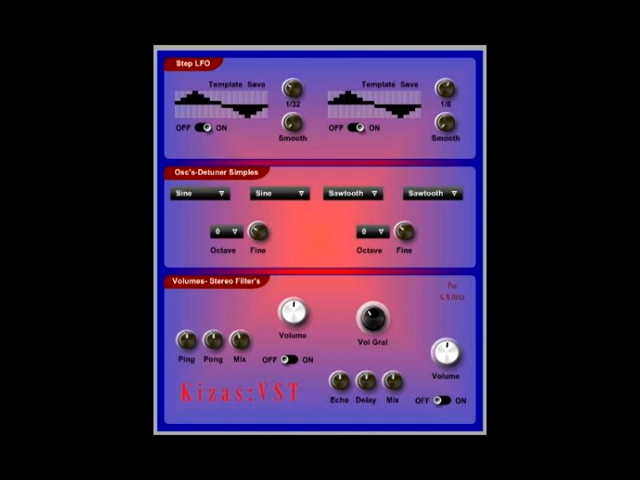 Step LFO
Template Save
Template Save
1/32
1/8
OFF ON
OFF ON
Smooth
Smooth
Osc's-Detuner Simples
Sine
Sine
Sawtooth
Sawtooth
0
0
Octave Fine
Octave Fine
Volumes- Stereo Filter's
Por
Volume
Vol Gral
Ping Pong Mix
OFF ON
Volume
Kizas:VST
Echo Delay Mix
OFF ON